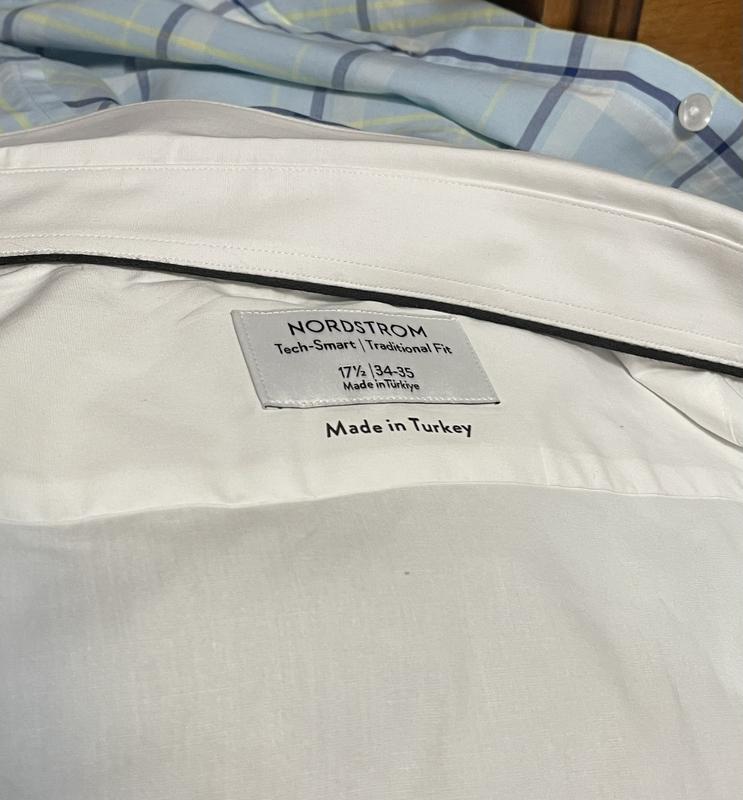 NORDSTROM
Tech-Smart | Traditional Fit
17½ | 34-35
Made in Türkiye
Made in Turkey